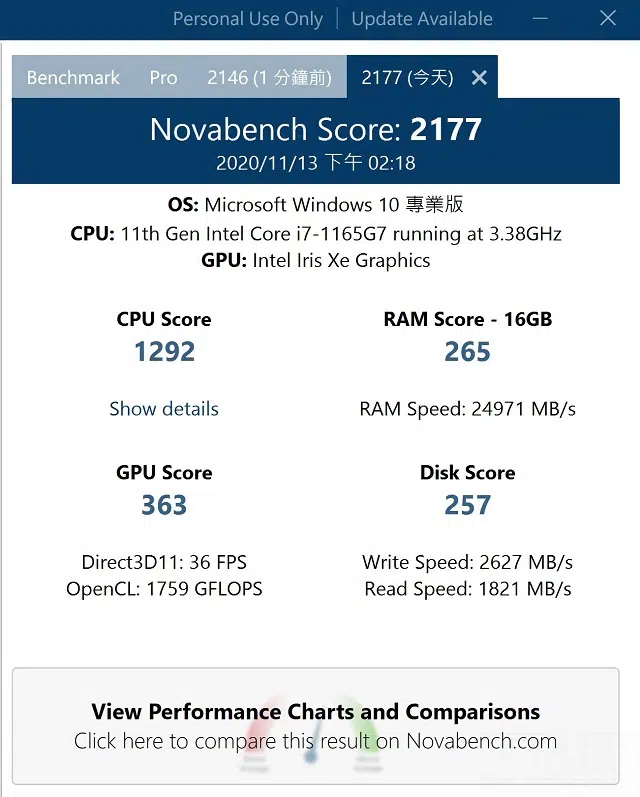 Personal Use Only | Update Available
Benchmark Pro 2146 (1 分鐘前) 2177 (今天)
Novabench Score: 2177
2020/11/13 下午 02:18
OS: Microsoft Windows 10 專業版
CPU: 11th Gen Intel Core i7-1165G7 running at 3.38GHz
GPU: Intel Iris Xe Graphics
CPU Score RAM Score - 16GB
1292 265
Show details RAM Speed: 24971 MB/s
GPU Score Disk Score
363 257
Direct3D11: 36 FPS Write Speed: 2627 MB/s
OpenCL: 1759 GFLOPS Read Speed: 1821 MB/s
View Performance Charts and Comparisons
Click here to compare this result on Novabench.com